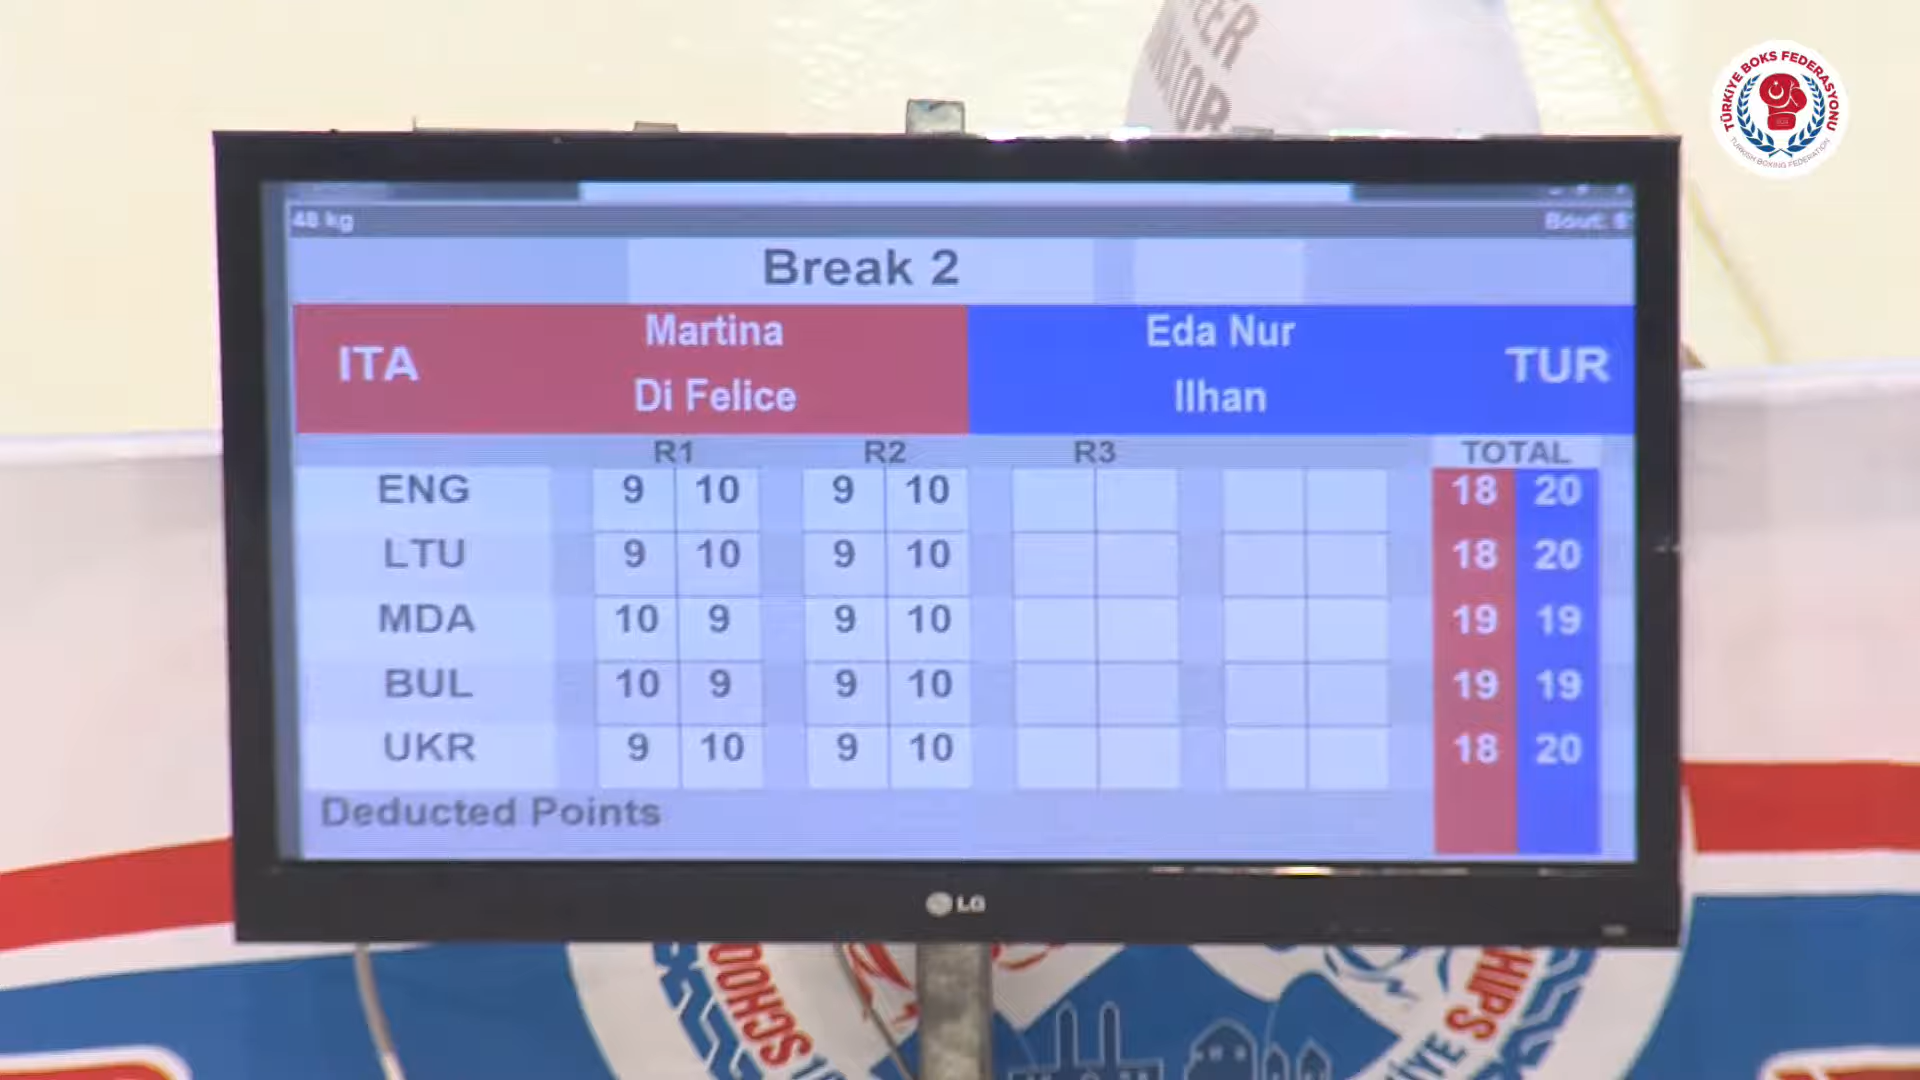 TÜRKİYE BOKS FEDERASYONU
TURKISH BOXING FEDERATION
48 kg
Break 2
ITA Martina Di Felice
Eda Nur Ilhan TUR
R1 R2 R3 TOTAL
ENG 9 10 9 10 18 20
LTU 9 10 9 10 18 20
MDA 10 9 9 10 19 19
BUL 10 9 9 10 19 19
UKR 9 10 9 10 18 20
Deducted Points
LG